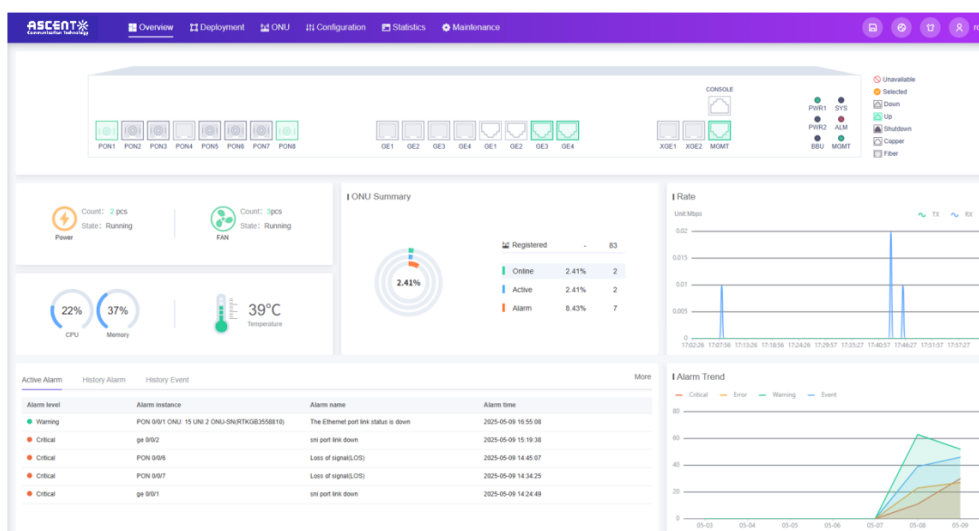 ASCENT
Communication Technology
Overview Deployment ONU Configuration Statistics Maintenance
CONSOLE
PWR1 SYS
PWR2 ALM
BBU MGMT
PON1 PON2 PON3 PON4 PON5 PON6 PON7 PON8
GE1 GE2 GE3 GE4 GE1 GE2 GE3 GE4
XGE1 XGE2 MGMT
Unavailable
Selected
Down
Up
Shutdown
Copper
Fiber
Count: 2 pcs
State: Running
Power
Count: 3pcs
State: Running
FAN
22%
CPU
37%
Memory
39°C
Temperature
ONU Summary
2.41%
Registered - 83
Online 2.41% 2
Active 2.41% 2
Alarm 8.43% 7
Rate
Unit Mbps
TX RX
0.02
0.015
0.01
0.005
0
17:02:26 17:07:56 17:13:26 17:18:56 17:24:26 17:29:57 17:35:27 17:40:57 17:46:27 17:51:57 17:57:27
Active Alarm History Alarm History Event More
Alarm level Alarm instance Alarm name Alarm time
Warning PON 0/0/1 ONU: 15 UNI:2 ONU-SN(RTKGB3558810) The Ethernet port link status is down 2025-05-09 16:55:08
Critical ge 0/0/2 sni port link down 2025-05-09 15:19:38
Critical PON 0/0/6 Loss of signal(LOS) 2025-05-09 14:45:07
Critical PON 0/0/7 Loss of signal(LOS) 2025-05-09 14:34:25
Critical ge 0/0/1 sni port link down 2025-05-09 14:24:49
Alarm Trend
Critical Error Warning Event
80
60
40
20
0
05-03 05-04 05-05 05-06 05-07 05-08 05-09